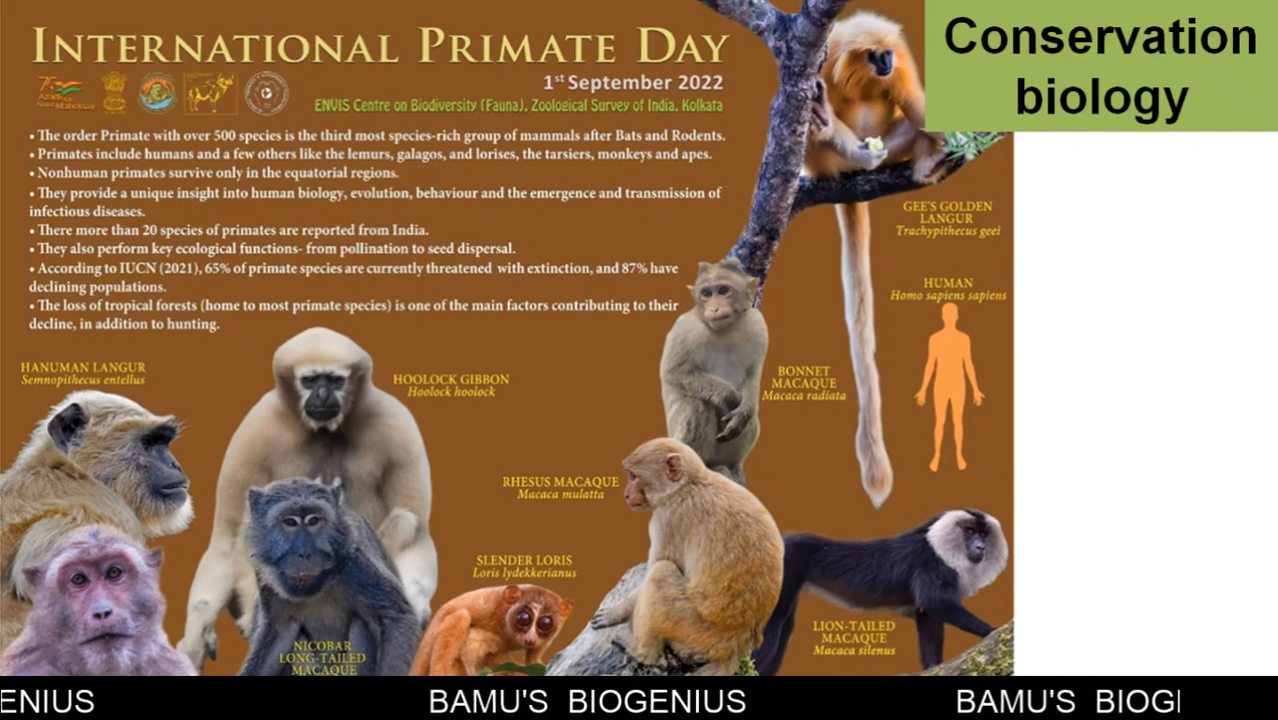 INTERNATIONAL PRIMATE DAY
1st September 2022
ENVIS Centre on Biodiversity (Fauna), Zoological Survey of India, Kolkata
• The order Primate with over 500 species is the third most species-rich group of mammals after Bats and Rodents.
• Primates include humans and a few others like the lemurs, galagos, and lorises, the tarsiers, monkeys and apes.
• Nonhuman primates survive only in the equatorial regions.
• They provide a unique insight into human biology, evolution, behaviour and the emergence and transmission of
infectious diseases.
• There more than 20 species of primates are reported from India.
• They also perform key ecological functions- from pollination to seed dispersal.
• According to IUCN (2021), 65% of primate species are currently threatened with extinction, and 87% have
declining populations.
• The loss of tropical forests (home to most primate species) is one of the main factors contributing to their
decline, in addition to hunting.
Conservation
biology
GEE'S GOLDEN
LANGUR
Trachypithecus geei
HUMAN
Homo sapiens sapiens
HANUMAN LANGUR
Semnopithecus entellus
HOOLOCK GIBBON
Hoolock hoolock
BONNET
MACAQUE
Macaca radiata
RHESUS MACAQUE
Macaca mulatta
SLENDER LORIS
Loris lydekkerianus
LION-TAILED
MACAQUE
Macaca silenus
NICOBAR
LONG-TAILED
MACAQUE
ENIUS BAMU'S BIOGENIUS BAMU'S BIOG